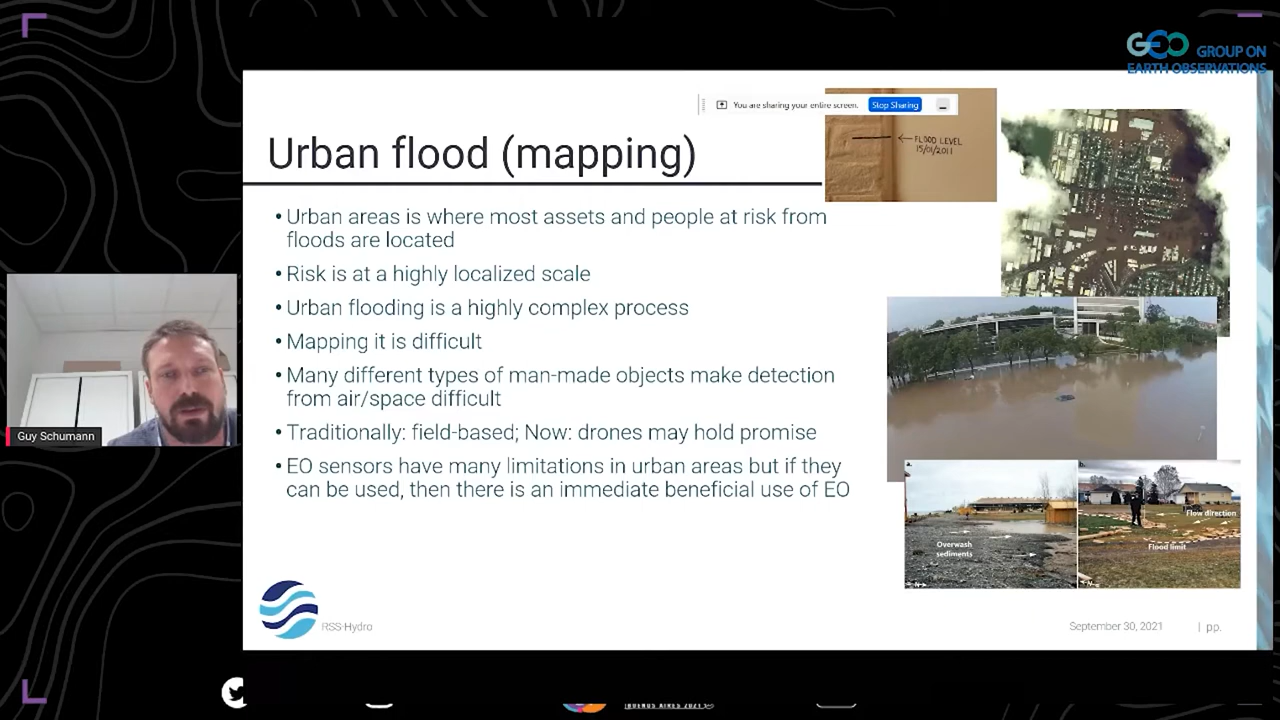 GEO GROUP ON
EARTH OBSERVATIONS
You are sharing your entire screen. Stop Sharing
Urban flood (mapping)
← FLOOD LEVEL
15/01/2011
• Urban areas is where most assets and people at risk from
floods are located
• Risk is at a highly localized scale
• Urban flooding is a highly complex process
• Mapping it is difficult
• Many different types of man-made objects make detection
from air/space difficult
• Traditionally: field-based; Now: drones may hold promise
• EO sensors have many limitations in urban areas but if they
can be used, then there is an immediate beneficial use of EO
Guy Schumann
Overwash
sediments
Flow direction
Flood limit
RSS-Hydro
September 30, 2021
| pp.
BUENOS AIRES 2021